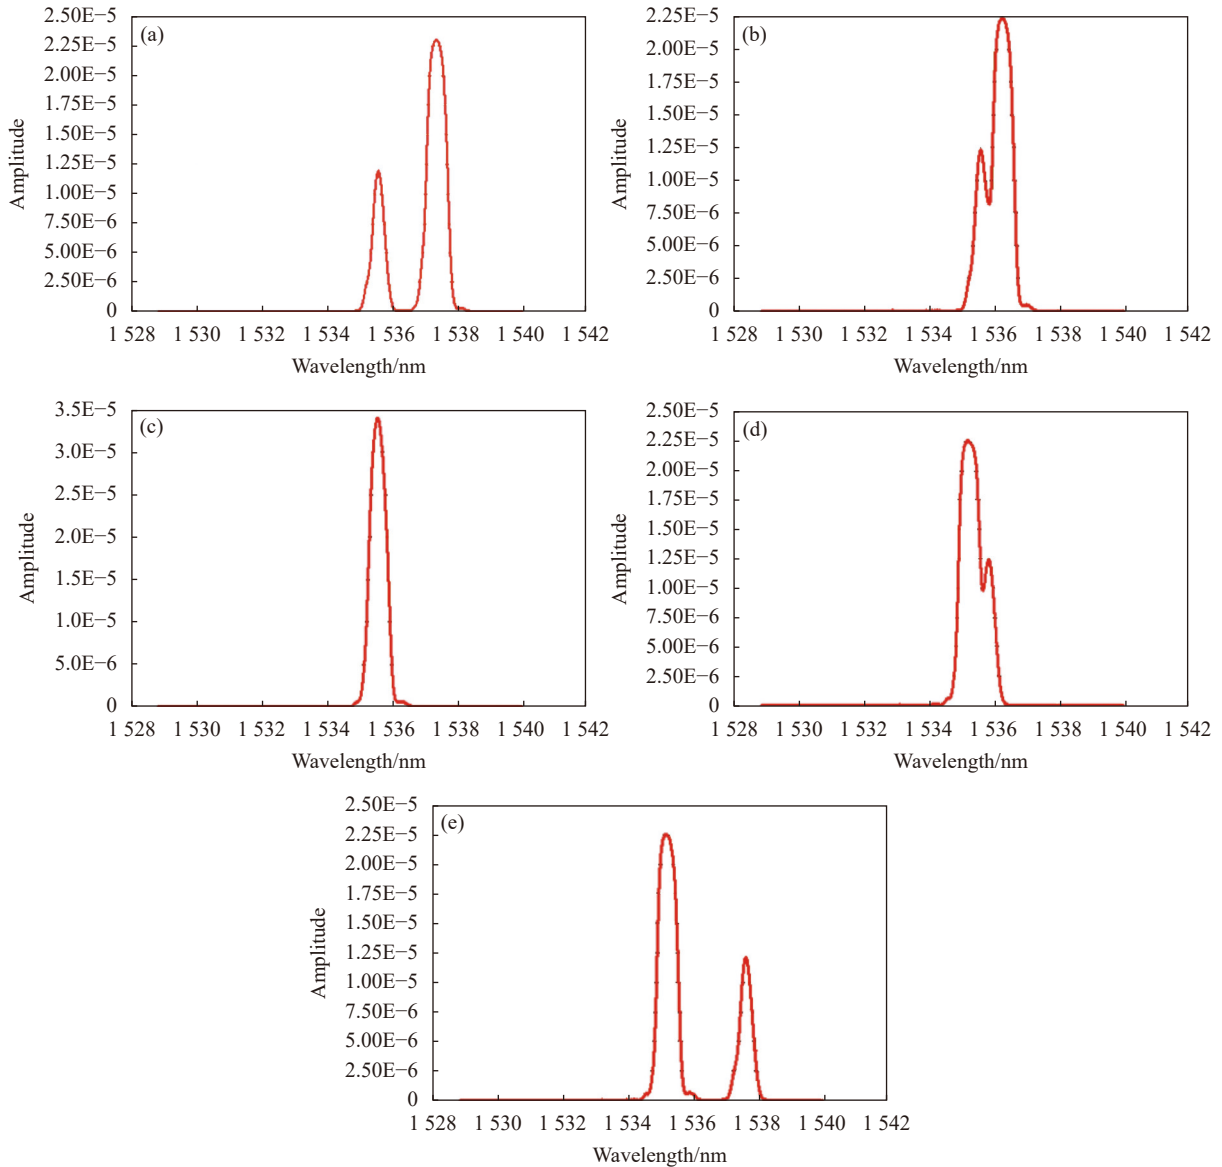 (a)
2.50E−5
2.25E−5
2.00E−5
1.75E−5
1.50E−5
1.25E−5
1.00E−5
7.50E−6
5.00E−6
2.50E−6
0
Amplitude
1 528 1 530 1 532 1 534 1 536 1 538 1 540 1 542
Wavelength/nm
(b)
2.25E−5
2.00E−5
1.75E−5
1.50E−5
1.25E−5
1.00E−5
7.50E−6
5.00E−6
2.50E−6
0
Amplitude
1 528 1 530 1 532 1 534 1 536 1 538 1 540 1 542
Wavelength/nm
(c)
3.5E−5
3.0E−5
2.5E−5
2.0E−5
1.5E−5
1.0E−5
5.0E−6
0
Amplitude
1 528 1 530 1 532 1 534 1 536 1 538 1 540 1 542
Wavelength/nm
(d)
2.50E−5
2.25E−5
2.00E−5
1.75E−5
1.50E−5
1.25E−5
1.00E−5
7.50E−6
5.00E−6
2.50E−6
0
Amplitude
1 528 1 530 1 532 1 534 1 536 1 538 1 540 1 542
Wavelength/nm
(e)
2.50E−5
2.25E−5
2.00E−5
1.75E−5
1.50E−5
1.25E−5
1.00E−5
7.50E−6
5.00E−6
2.50E−6
0
Amplitude
1 528 1 530 1 532 1 534 1 536 1 538 1 540 1 542
Wavelength/nm